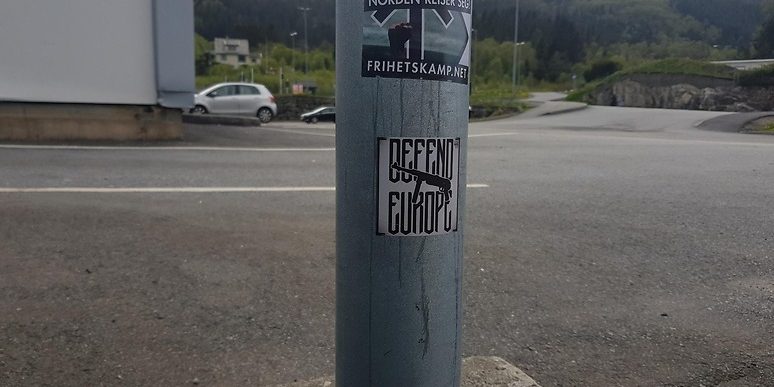 NORDEN REISER SEG!
FRIHETSKAMP.NET
DEFEND
EUROPE